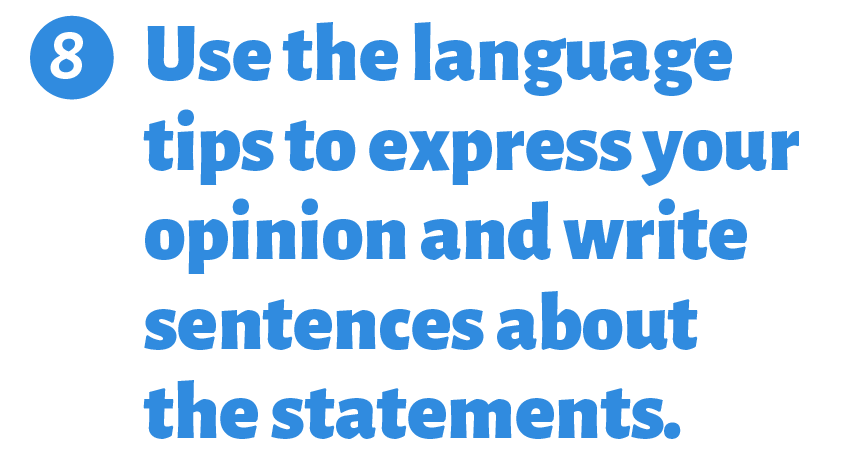 8 Use the language
tips to express your
opinion and write
sentences about
the statements.